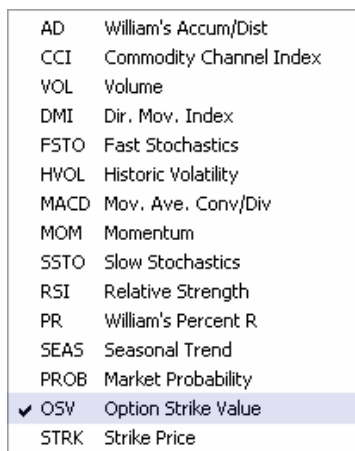 AD William's Accum/Dist
CCI Commodity Channel Index
VOL Volume
DMI Dir. Mov. Index
FSTO Fast Stochastics
HVOL Historic Volatility
MACD Mov. Ave. Conv/Div
MOM Momentum
SSTO Slow Stochastics
RSI Relative Strength
PR William's Percent R
SEAS Seasonal Trend
PROB Market Probability
OSV Option Strike Value
STRK Strike Price